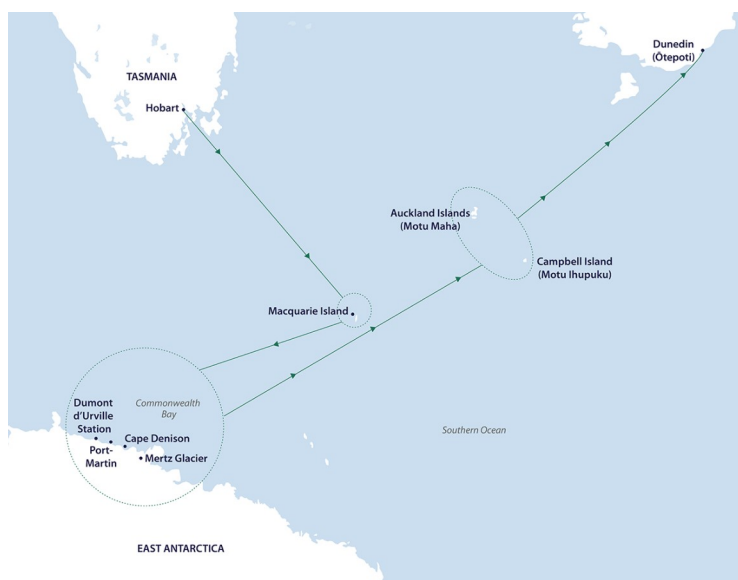 Dunedin
(Ōtepoti)
TASMANIA
Hobart
Auckland Islands
(Motu Maha)
Campbell Island
(Motu Ihupuku)
Macquarie Island
Dumont
d'Urville
Station
Commonwealth
Bay
Cape Denison
Port-
Martin
Mertz Glacier
Southern Ocean
EAST ANTARCTICA